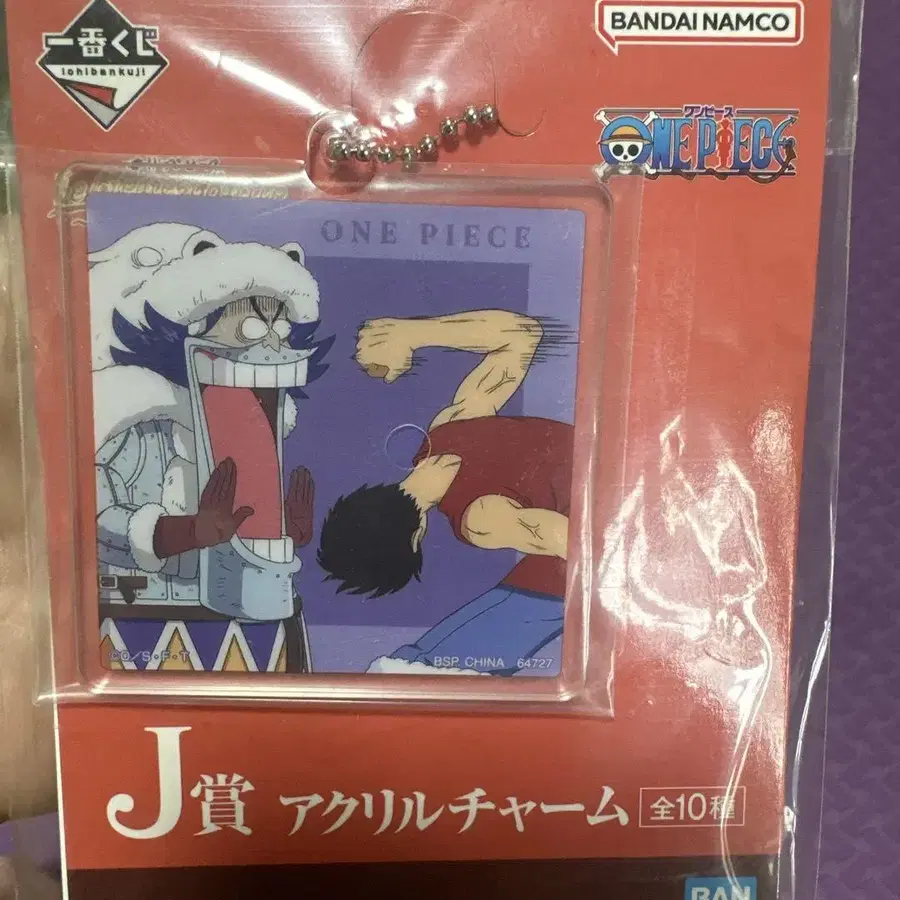 一番くじ
Ichibankuji
BANDAI NAMCO
ワンピース
ONE PIECE
ONE PIECE
©O/S・F・T
BSP CHINA 64727
J賞 アクリルチャーム 全10種
BAN